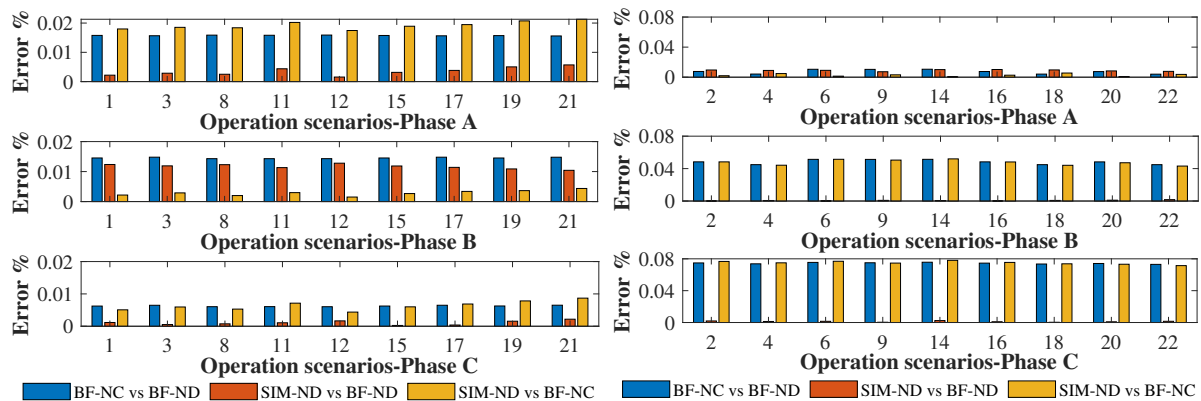 Error %
0.02
0.01
0
1 3 8 11 12 15 17 19 21
Operation scenarios-Phase A
Error %
0.02
0.01
0
1 3 8 11 12 15 17 19 21
Operation scenarios-Phase B
Error %
0.02
0.01
0
1 3 8 11 12 15 17 19 21
Operation scenarios-Phase C
BF-NC vs BF-ND SIM-ND vs BF-ND SIM-ND vs BF-NC
Error %
0.08
0.04
0
2 4 6 9 14 16 18 20 22
Operation scenarios-Phase A
Error %
0.08
0.04
0
2 4 6 9 14 16 18 20 22
Operation scenarios-Phase B
Error %
0.08
0.04
0
2 4 6 9 14 16 18 20 22
Operation scenarios-Phase C
BF-NC vs BF-ND SIM-ND vs BF-ND SIM-ND vs BF-NC